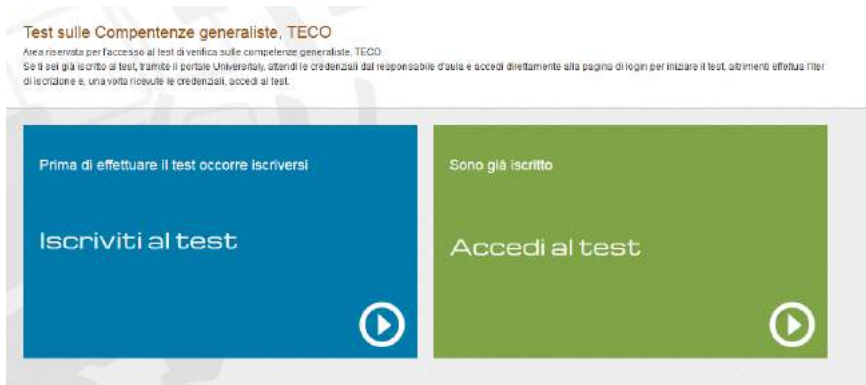 Test sulle Compentenze generaliste, TECO
Area riservata per l'accesso al test di verifica sulle competenze generaliste, TECO.
Se ti sei già iscritto al test, tramite il portale Universitaly, attendi le credenziali dal responsabile d'aula e accedi direttamente alla pagina di login per iniziare il test, altrimenti effettua l'iter
di iscrizione e, una volta ricevute le credenziali, accedi al test.
Prima di effettuare il test occorre iscriversi
Iscriviti al test
Sono già iscritto
Accedi al test